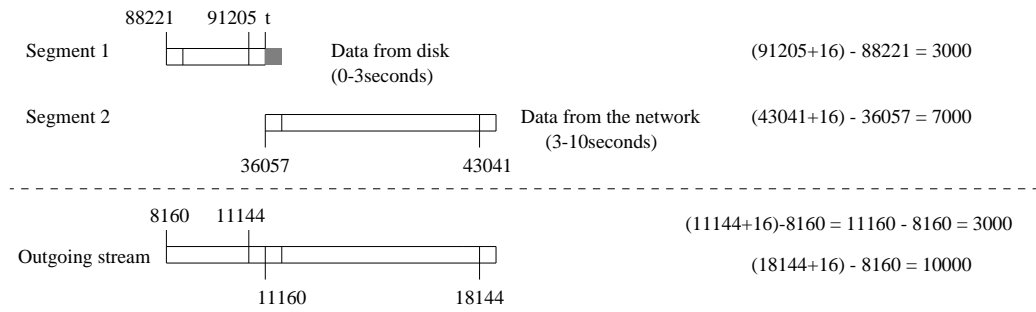 88221 91205 t
Segment 1 Data from disk (91205+16) - 88221 = 3000
(0-3seconds)
Segment 2 Data from the network (43041+16) - 36057 = 7000
(3-10seconds)
36057 43041
8160 11144
(11144+16)-8160 = 11160 - 8160 = 3000
Outgoing stream (18144+16) - 8160 = 10000
11160 18144